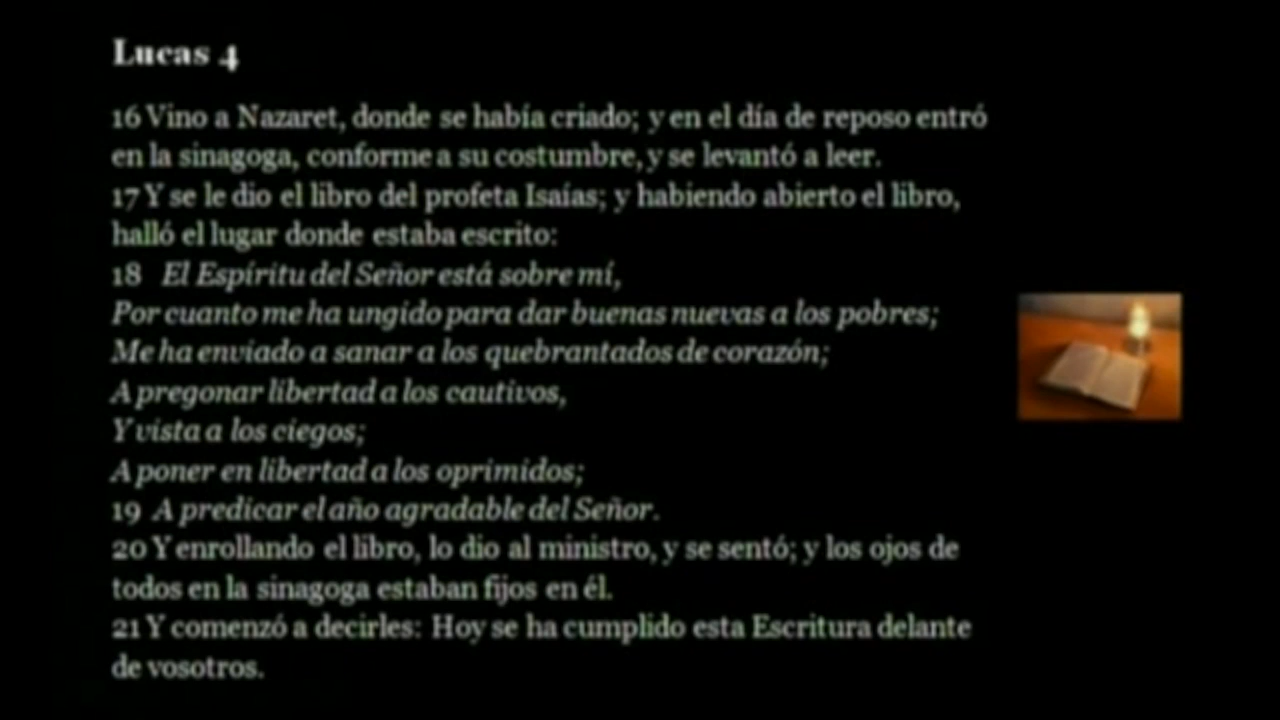 Lucas 4
16 Vino a Nazaret, donde se había criado; y en el día de reposo entró
en la sinagoga, conforme a su costumbre, y se levantó a leer.
17 Y se le dio el libro del profeta Isaías; y habiendo abierto el libro,
halló el lugar donde estaba escrito:
18 El Espíritu del Señor está sobre mí,
Por cuanto me ha ungido para dar buenas nuevas a los pobres;
Me ha enviado a sanar a los quebrantados de corazón;
A pregonar libertad a los cautivos,
Y vista a los ciegos;
A poner en libertad a los oprimidos;
19 A predicar el año agradable del Señor.
20 Y enrollando el libro, lo dio al ministro, y se sentó; y los ojos de
todos en la sinagoga estaban fijos en él.
21 Y comenzó a decirles: Hoy se ha cumplido esta Escritura delante
de vosotros.